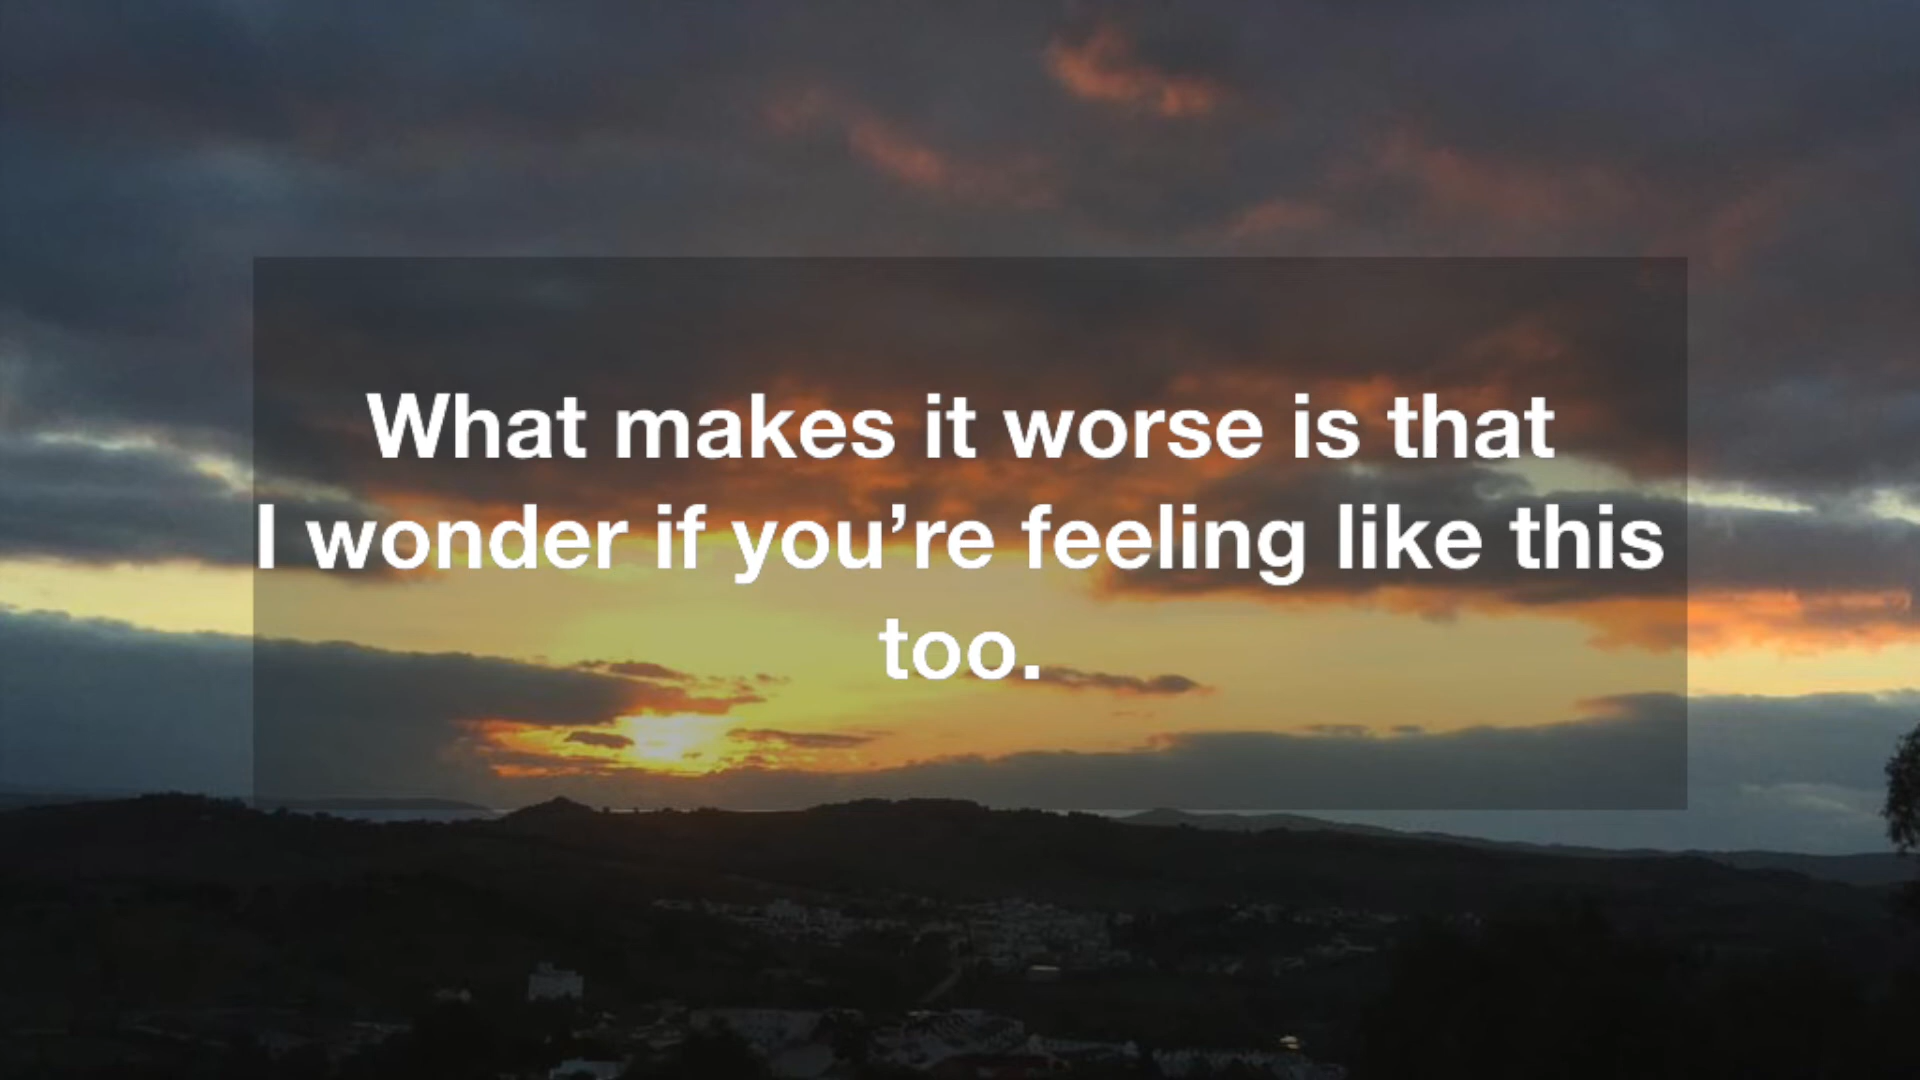 What makes it worse is that
I wonder if you’re feeling like this
too.